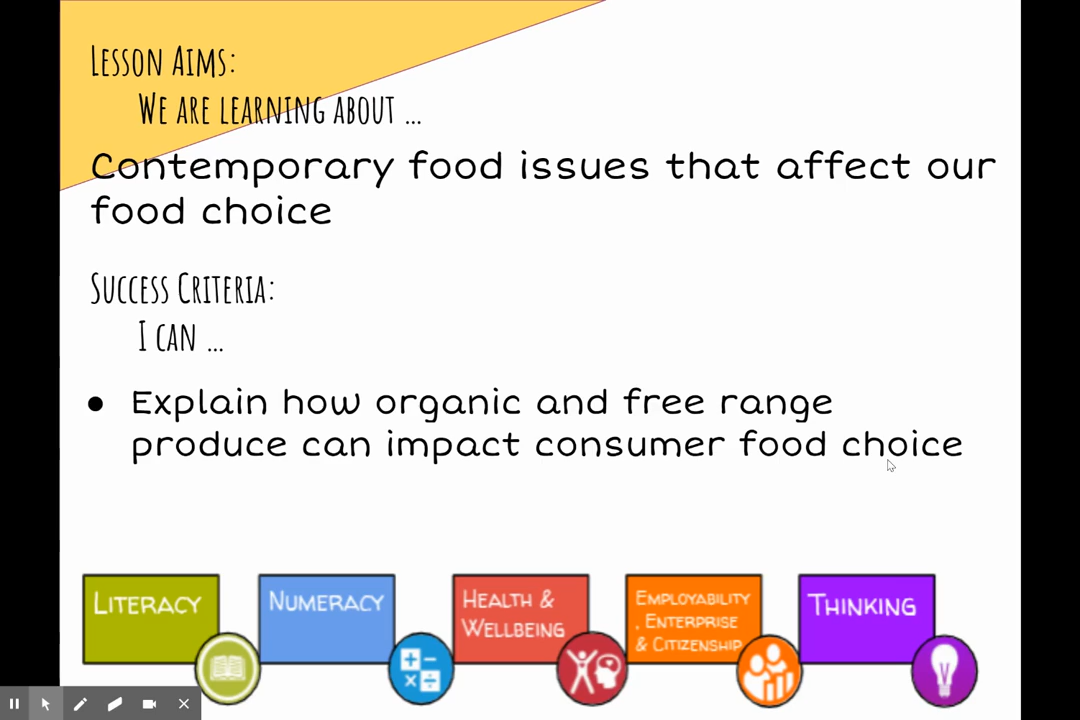 Lesson Aims:
We are learning about ...
Contemporary food issues that affect our
food choice
Success Criteria:
I can ...
● Explain how organic and free range
produce can impact consumer food choice
Literacy
Numeracy
Health &
Wellbeing
Employability
, Enterprise
& Citizenship
Thinking